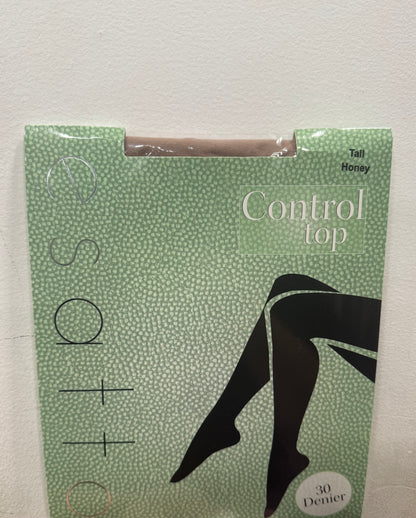 esatto
Tall
Honey
Control
top
30
Denier